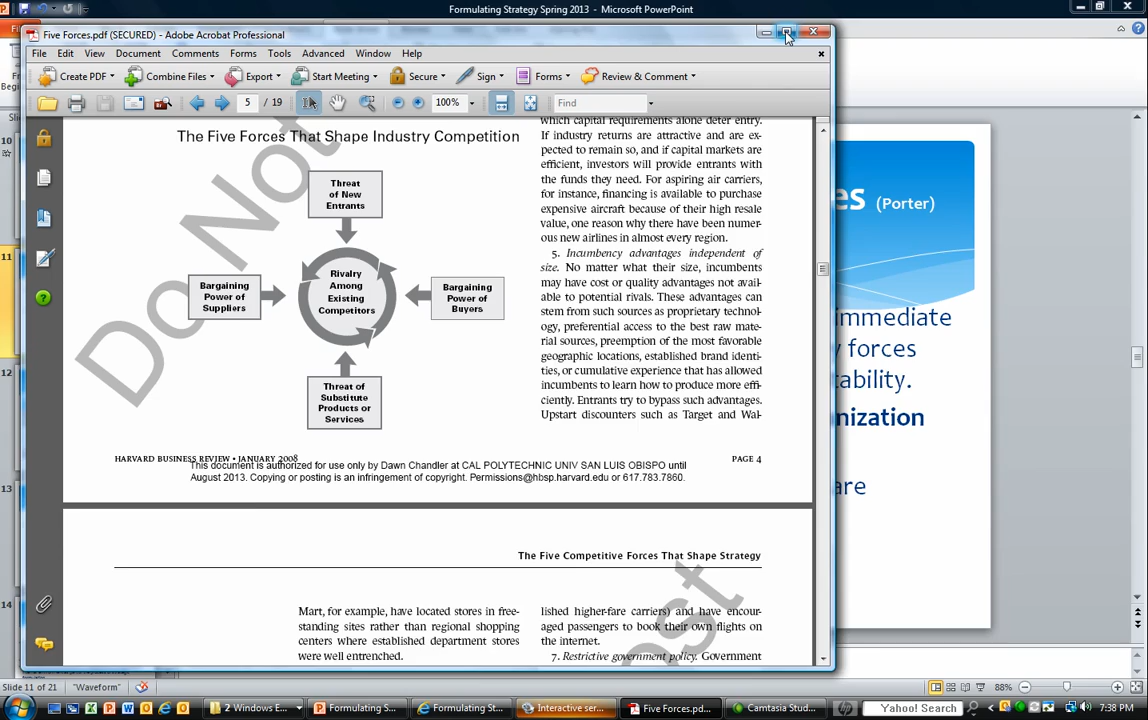 Formulating Strategy Spring 2013 - Microsoft PowerPoint
Five Forces.pdf (SECURED) - Adobe Acrobat Professional
File Edit View Document Comments Forms Tools Advanced Window Help
Create PDF Combine Files Export Start Meeting Secure Sign Forms Review & Comment
5 / 19 100% Find
The Five Forces That Shape Industry Competition
Threat
of New
Entrants
Bargaining
Power of
Suppliers
Rivalry
Among
Existing
Competitors
Bargaining
Power of
Buyers
Threat of
Substitute
Products or
Services
Do Not
which capital requirements alone deter entry.
If industry returns are attractive and are ex-
pected to remain so, and if capital markets are
efficient, investors will provide entrants with
the funds they need. For aspiring air carriers,
for instance, financing is available to purchase
expensive aircraft because of their high resale
value, one reason why there have been numer-
ous new airlines in almost every region.
5. Incumbency advantages independent of
size. No matter what their size, incumbents
may have cost or quality advantages not avail-
able to potential rivals. These advantages can
stem from such sources as proprietary technol-
ogy, preferential access to the best raw mate-
rial sources, preemption of the most favorable
geographic locations, established brand identi-
ties, or cumulative experience that has allowed
incumbents to learn how to produce more effi-
ciently. Entrants try to bypass such advantages.
Upstart discounters such as Target and Wal-
HARVARD BUSINESS REVIEW • JANUARY 2008 PAGE 4
This document is authorized for use only by Dawn Chandler at CAL POLYTECHNIC UNIV SAN LUIS OBISPO until
August 2013. Copying or posting is an infringement of copyright. Permissions@hbsp.harvard.edu or 617.783.7860.
The Five Competitive Forces That Shape Strategy
Mart, for example, have located stores in free-
standing sites rather than regional shopping
centers where established department stores
were well entrenched.
lished higher-fare carriers) and have encour-
aged passengers to book their own flights on
the internet.
7. Restrictive government policy. Government
ost
es (Porter)
immediate
forces
tability.
nization
are
10
11
12
13
14
Slide 11 of 21 "Waveform" 88%
2 Windows E... Formulating S... Formulating St... Interactive ser... Five Forces.pd... Camtasia Stud... Yahoo! Search 7:38 PM